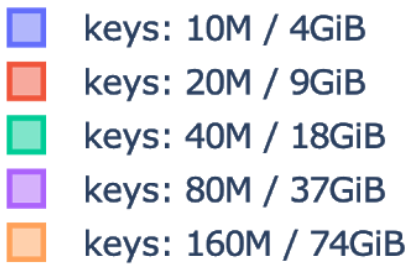 keys: 10M / 4GiB
keys: 20M / 9GiB
keys: 40M / 18GiB
keys: 80M / 37GiB
keys: 160M / 74GiB